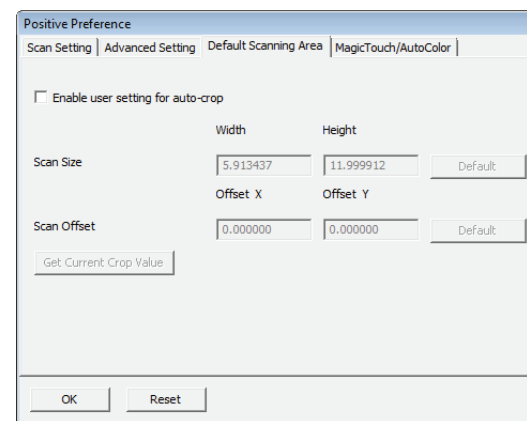 Positive Preference
Scan Setting Advanced Setting Default Scanning Area MagicTouch/AutoColor
Enable user setting for auto-crop
Width Height
Scan Size 5.913437 11.999912 Default
Offset X Offset Y
Scan Offset 0.000000 0.000000 Default
Get Current Crop Value
OK Reset